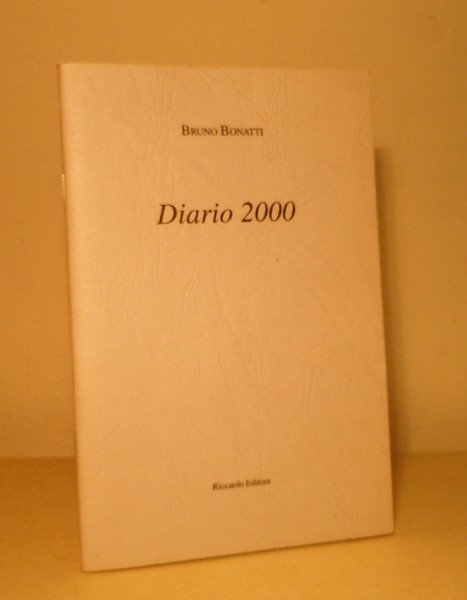 BRUNO BONATTI
Diario 2000
Riccardo Editore